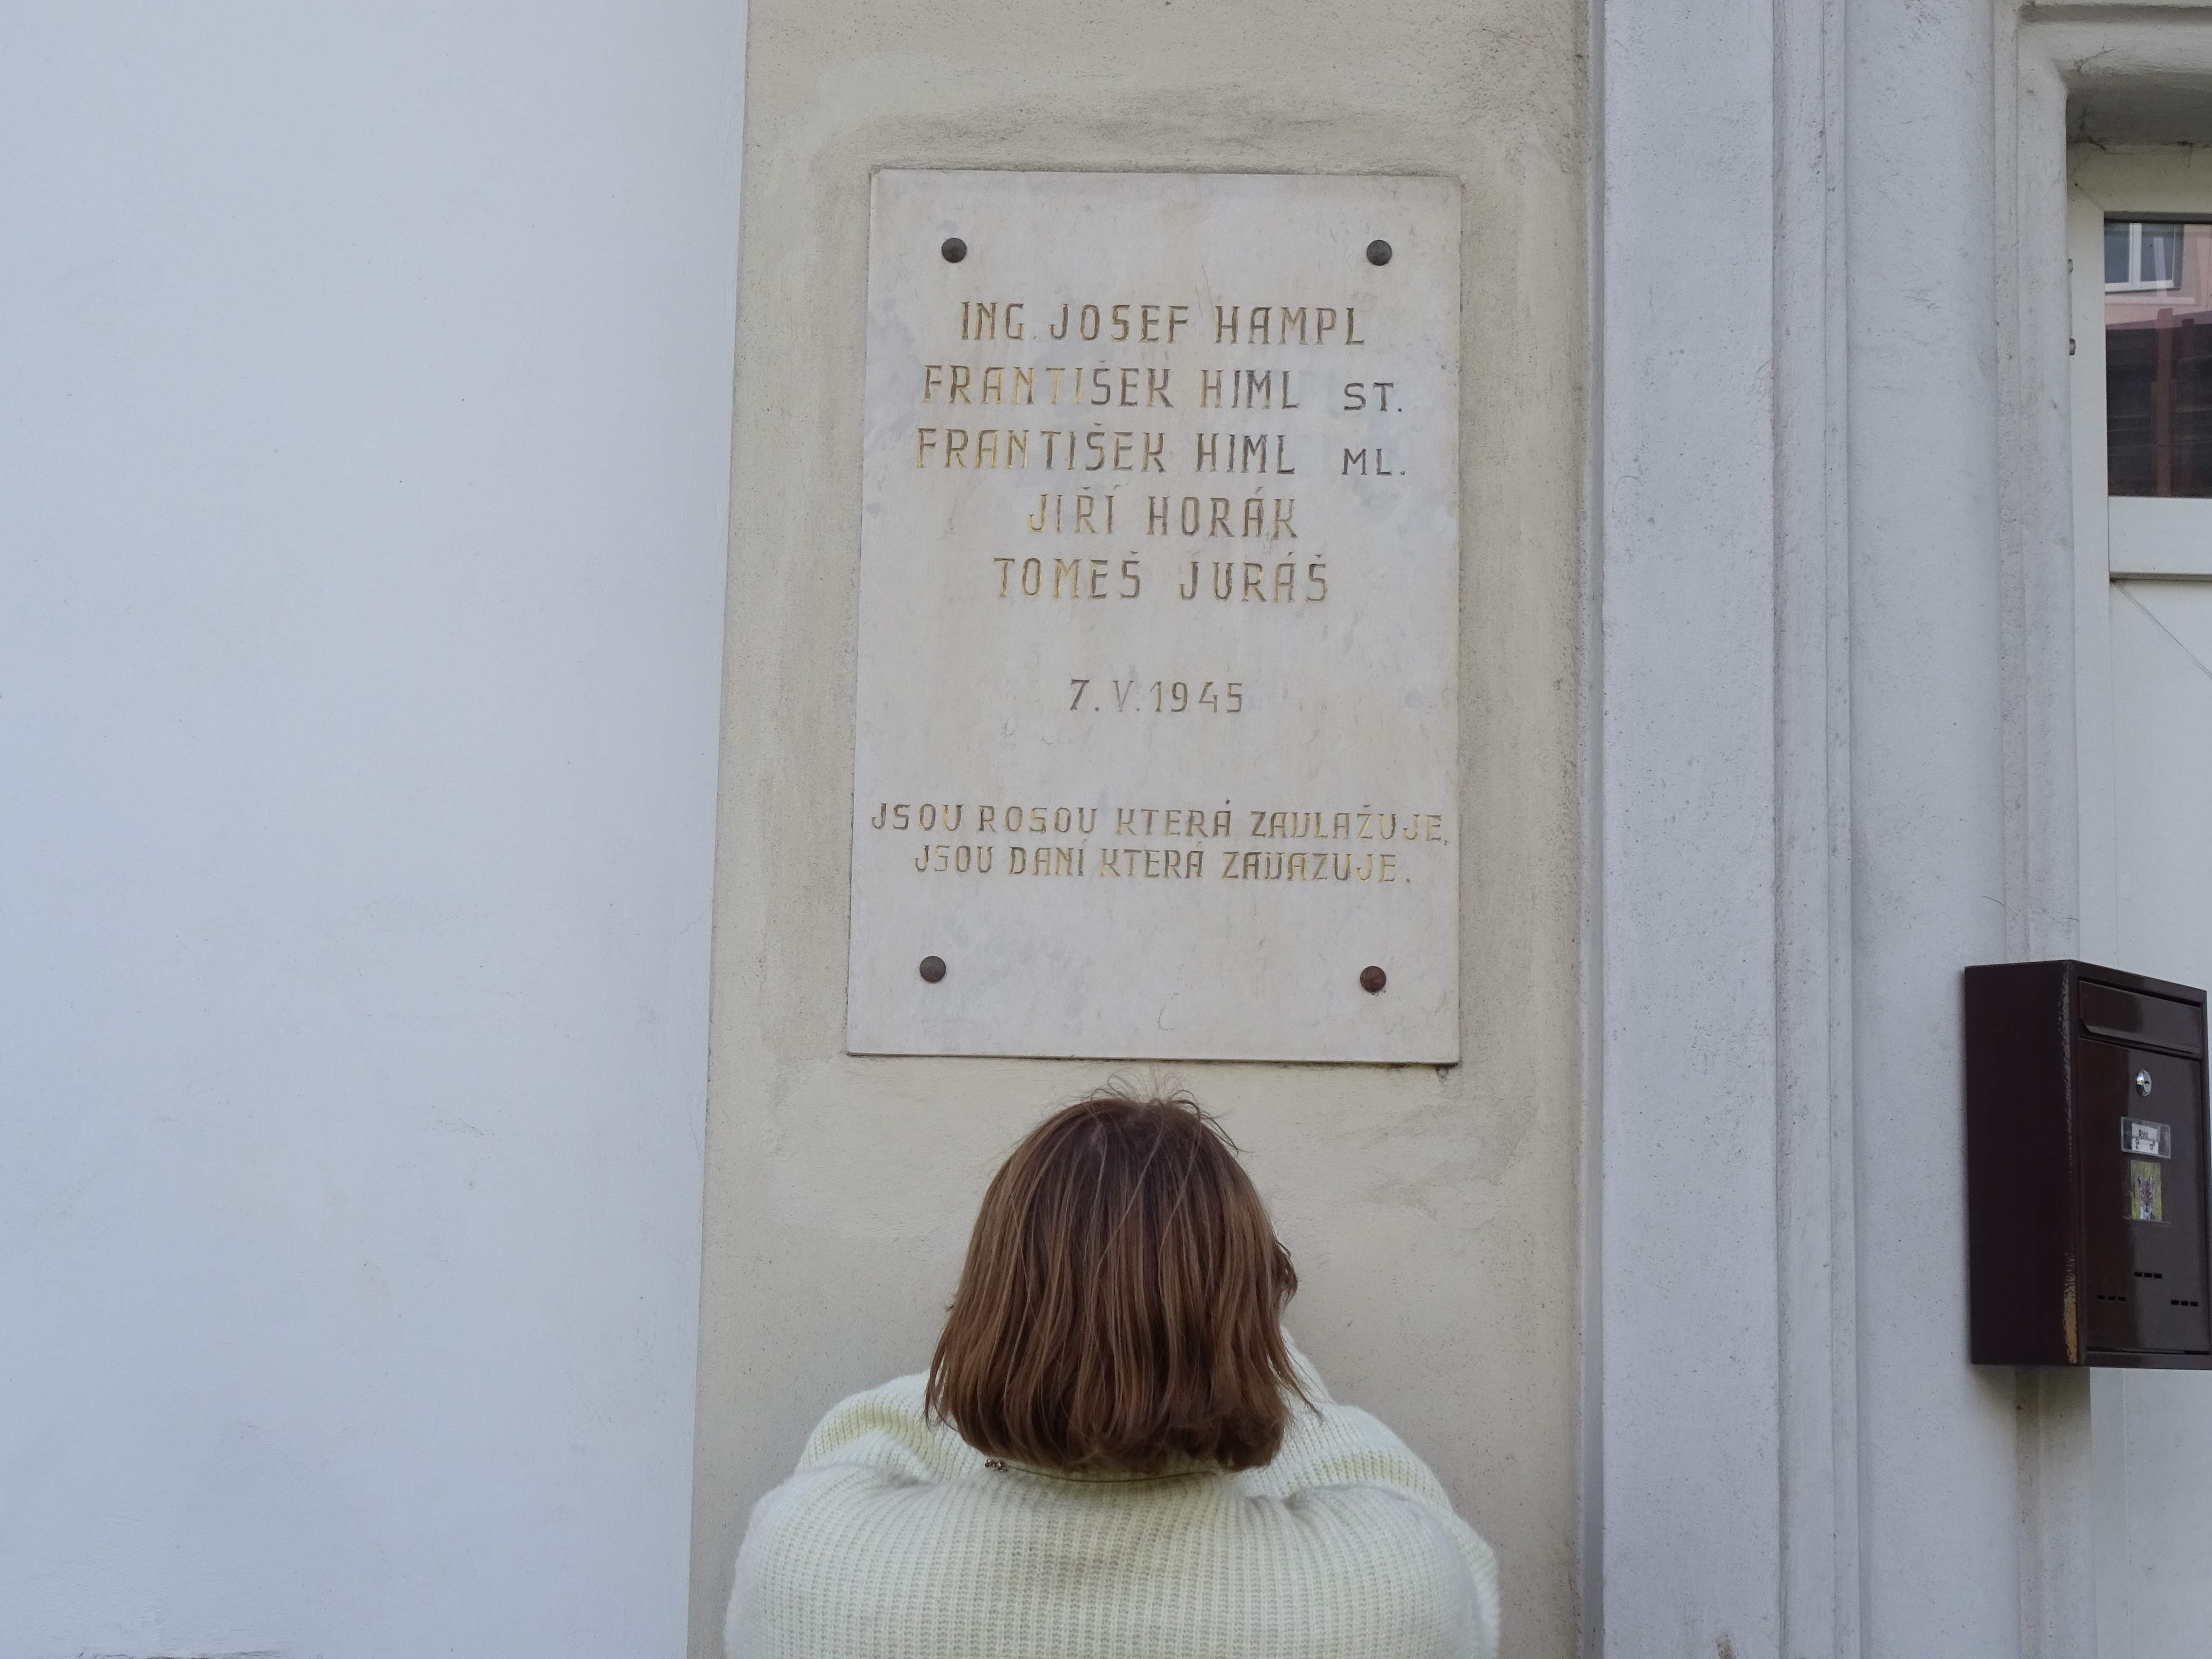 ING. JOSEF HAMPL
FRANTIŠEK HIML ST.
FRANTIŠEK HIML ML.
JIŘÍ HORÁK
TOMEŠ JURÁŠ
7. V. 1945
JSOU ROSOU KTERÁ ZAVLAŽUJE,
JSOU DANÍ KTERÁ ZAVAZUJE.